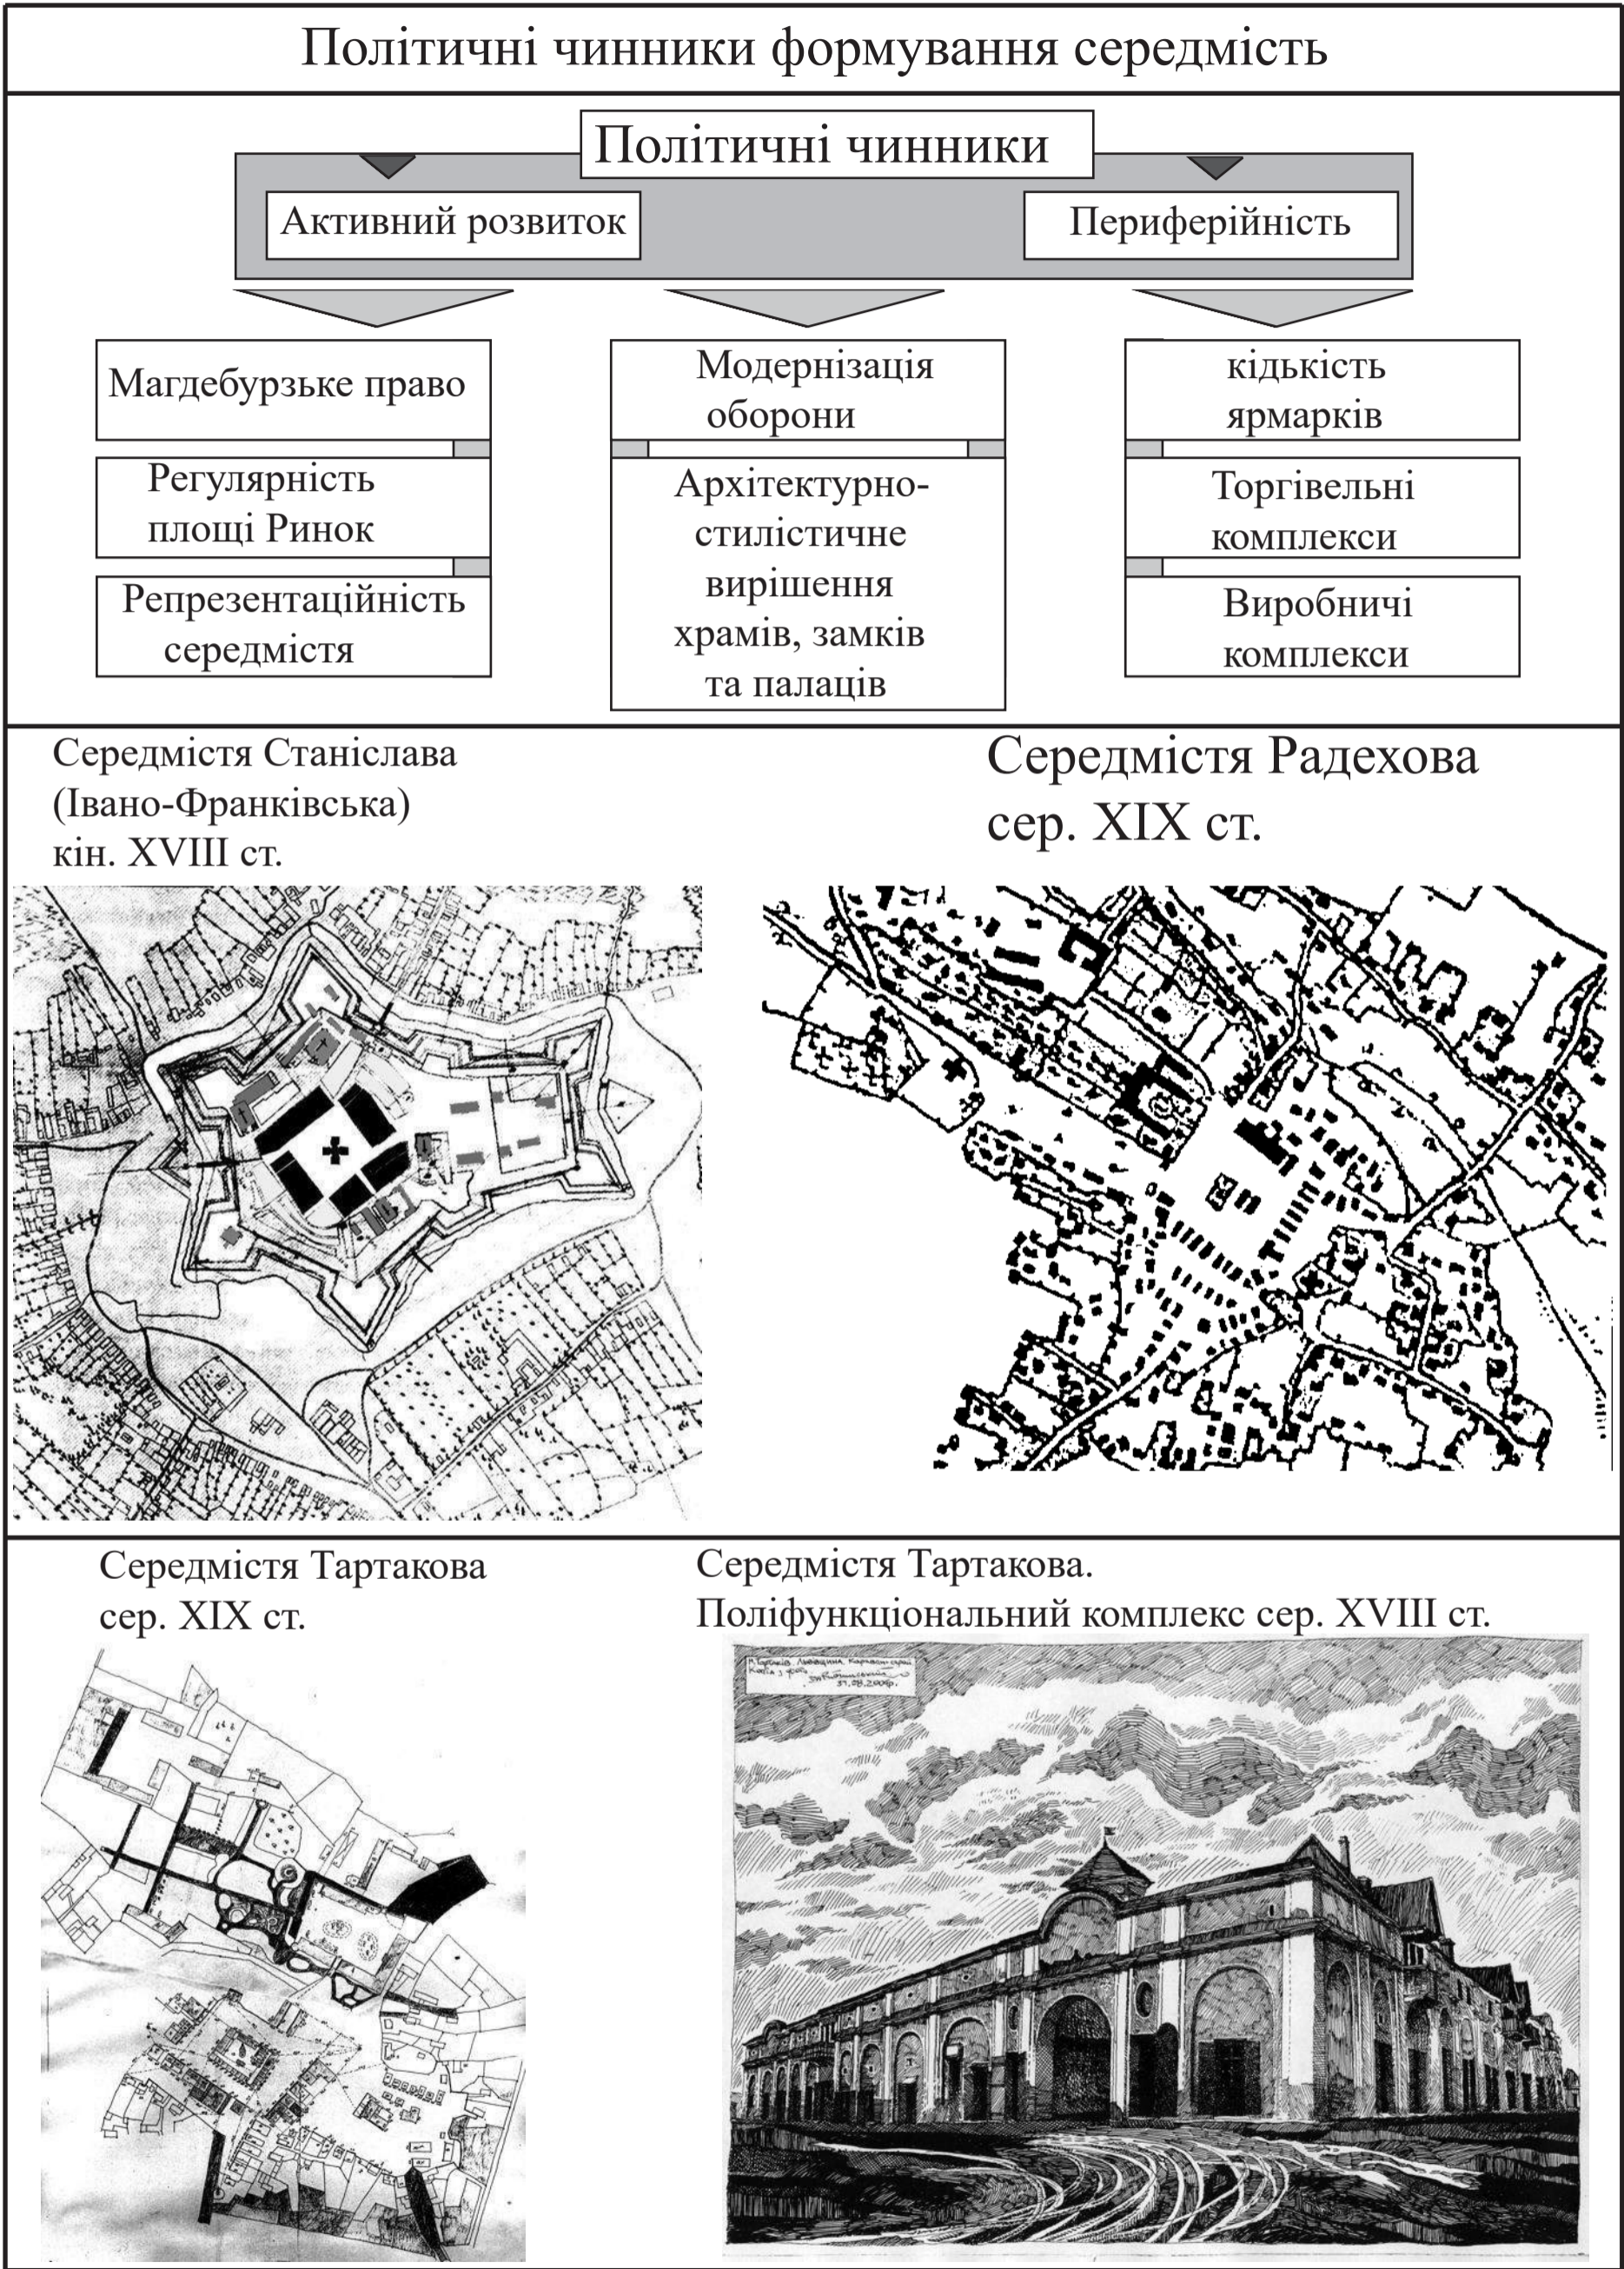 Політичні чинники формування середмість
Політичні чинники
Активний розвиток
Периферійність
Магдебурзьке право
Регулярність
площі Ринок
Репрезентаційність
середмістя
Модернізація
оборони
Архітектурно-
стилістичне
вирішення
храмів, замків
та палаців
кідькість
ярмарків
Торгівельні
комплекси
Виробничі
комплекси
Середмістя Станіслава
(Івано-Франківська)
кін. XVIII ст.
Середмістя Радехова
сер. XIX ст.
Середмістя Тартакова
сер. XIX ст.
Середмістя Тартакова.
Поліфункціональний комплекс сер. XVIII ст.